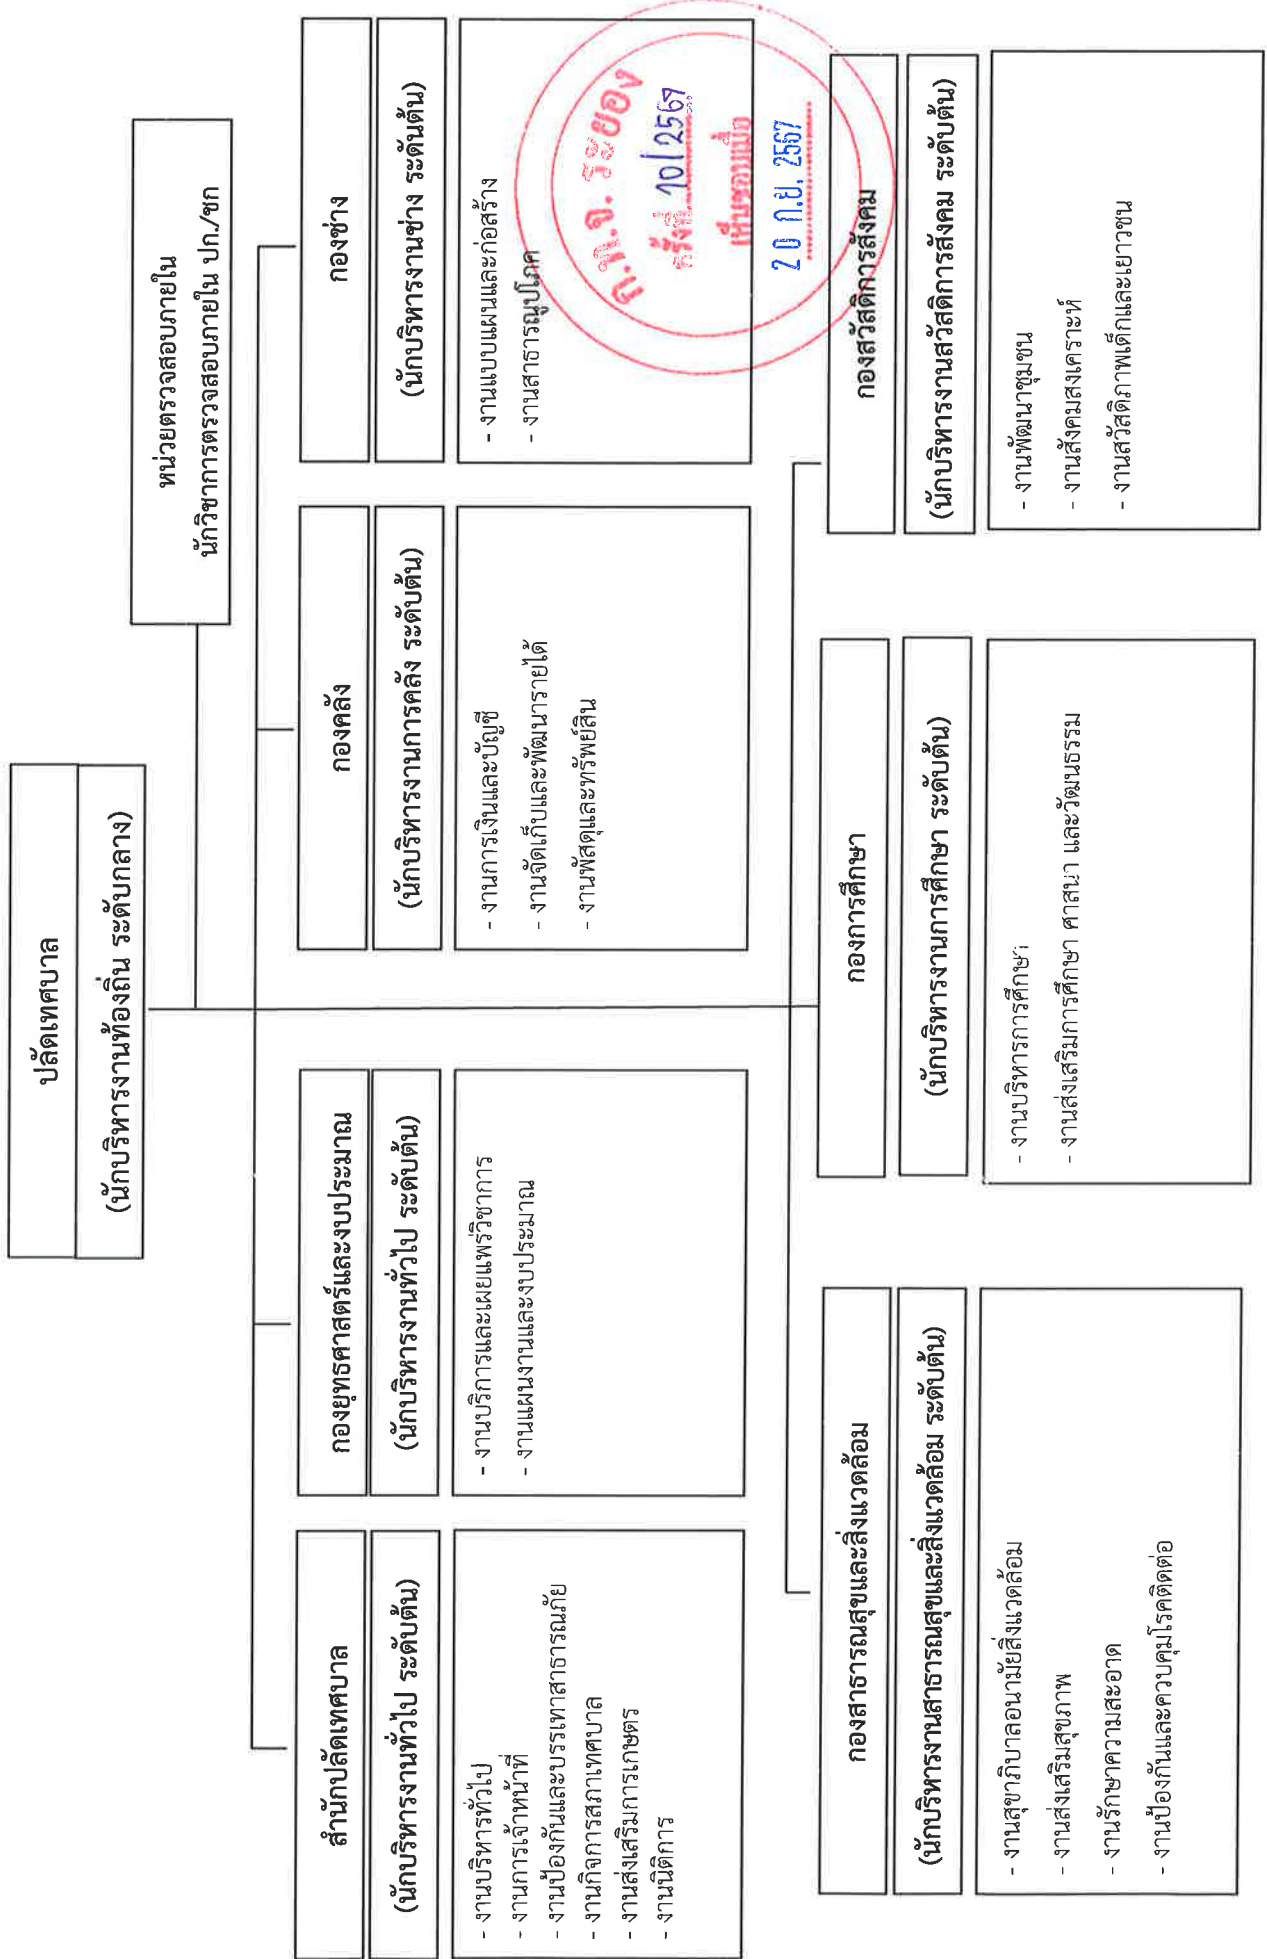 ปลัดเทศบาล
(นักบริหารงานท้องถิ่น ระดับกลาง)
หน่วยตรวจสอบภายใน
นักวิชาการตรวจสอบภายใน ปก./ชก
สำนักปลัดเทศบาล
(นักบริหารงานทั่วไป ระดับต้น)
- งานบริหารทั่วไป
- งานการเจ้าหน้าที่
- งานป้องกันและบรรเทาสาธารณภัย
- งานกิจการสภาเทศบาล
- งานส่งเสริมการเกษตร
- งานนิติการ
กองยุทธศาสตร์และงบประมาณ
(นักบริหารงานทั่วไป ระดับต้น)
- งานบริการและเผยแพร่วิชาการ
- งานแผนงานและงบประมาณ
กองคลัง
(นักบริหารงานการคลัง ระดับต้น)
- งานการเงินและบัญชี
- งานจัดเก็บและพัฒนารายได้
- งานพัสดุและทรัพย์สิน
กองช่าง
(นักบริหารงานช่าง ระดับต้น)
- งานแบบแผนและก่อสร้าง
- งานสาธารณูปโภค
ก.ท.จ. ระยอง
ครั้งที่ 10/2567
เห็นชอบเมื่อ
20 ก.ย. 2567
กองสาธารณสุขและสิ่งแวดล้อม
(นักบริหารงานสาธารณสุขและสิ่งแวดล้อม ระดับต้น)
- งานสุขาภิบาลอนามัยสิ่งแวดล้อม
- งานส่งเสริมสุขภาพ
- งานรักษาความสะอาด
- งานป้องกันและควบคุมโรคติดต่อ
กองการศึกษา
(นักบริหารงานการศึกษา ระดับต้น)
- งานบริหารการศึกษา
- งานส่งเสริมการศึกษา ศาสนา และวัฒนธรรม
กองสวัสดิการสังคม
(นักบริหารงานสวัสดิการสังคม ระดับต้น)
- งานพัฒนาชุมชน
- งานสังคมสงเคราะห์
- งานสวัสดิภาพเด็กและเยาวชน